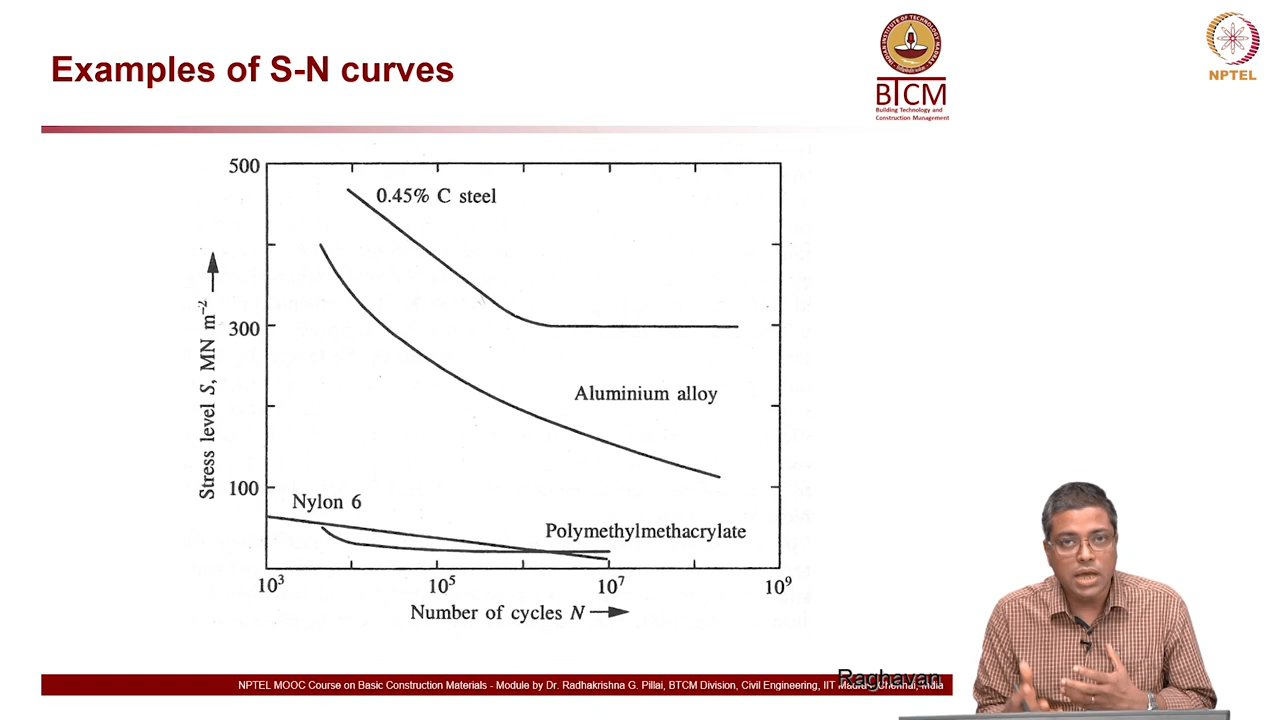 Examples of S-N curves
BTCM
Building Technology and
Construction Management
NPTEL
500
0.45% C steel
300
Aluminium alloy
100
Nylon 6
Polymethylmethacrylate
Stress level S, MN m⁻²
10³
10⁵
10⁷
10⁹
Number of cycles N
Raghavan
NPTEL MOOC Course on Basic Construction Materials - Module by Dr. Radhakrishna G. Pillai, BTCM Division, Civil Engineering, IIT Madras, Chennai, India